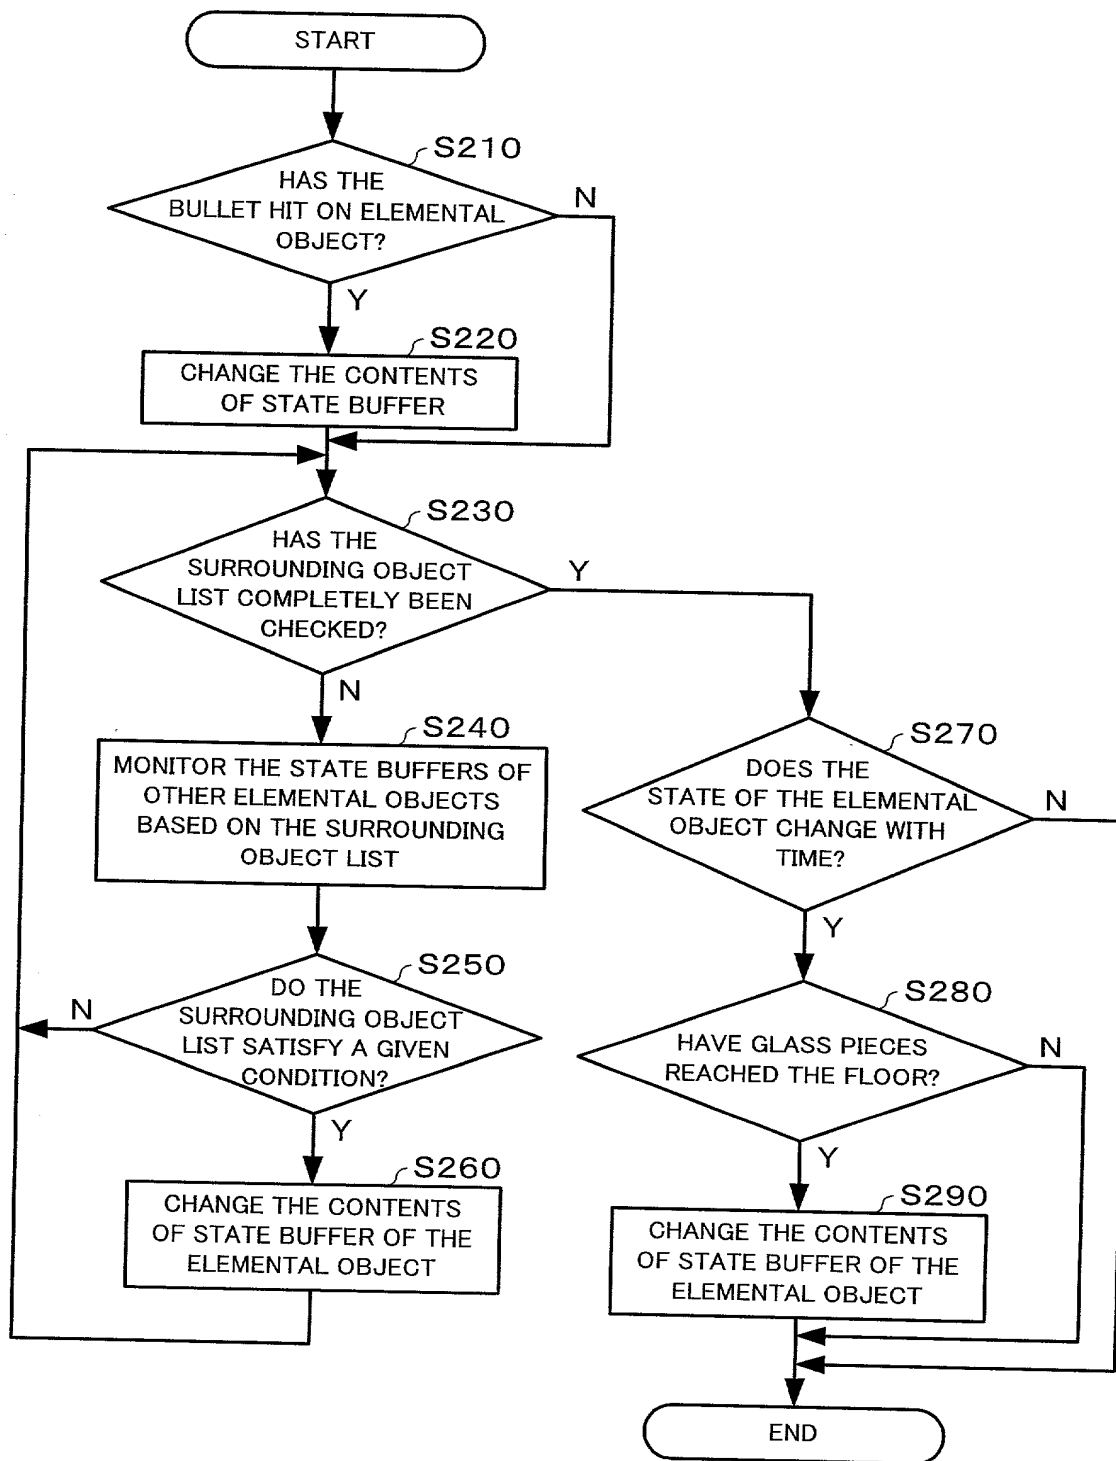 START
S210
HAS THE
BULLET HIT ON ELEMENTAL
OBJECT?
N
Y
S220
CHANGE THE CONTENTS
OF STATE BUFFER
S230
HAS THE
SURROUNDING OBJECT
LIST COMPLETELY BEEN
CHECKED?
Y
N
S240
MONITOR THE STATE BUFFERS OF
OTHER ELEMENTAL OBJECTS
BASED ON THE SURROUNDING
OBJECT LIST
S250
DO THE
SURROUNDING OBJECT
LIST SATISFY A GIVEN
CONDITION?
N
Y
S260
CHANGE THE CONTENTS
OF STATE BUFFER OF THE
ELEMENTAL OBJECT
S270
DOES THE
STATE OF THE ELEMENTAL
OBJECT CHANGE WITH
TIME?
N
Y
S280
HAVE GLASS PIECES
REACHED THE FLOOR?
N
Y
S290
CHANGE THE CONTENTS
OF STATE BUFFER OF THE
ELEMENTAL OBJECT
END